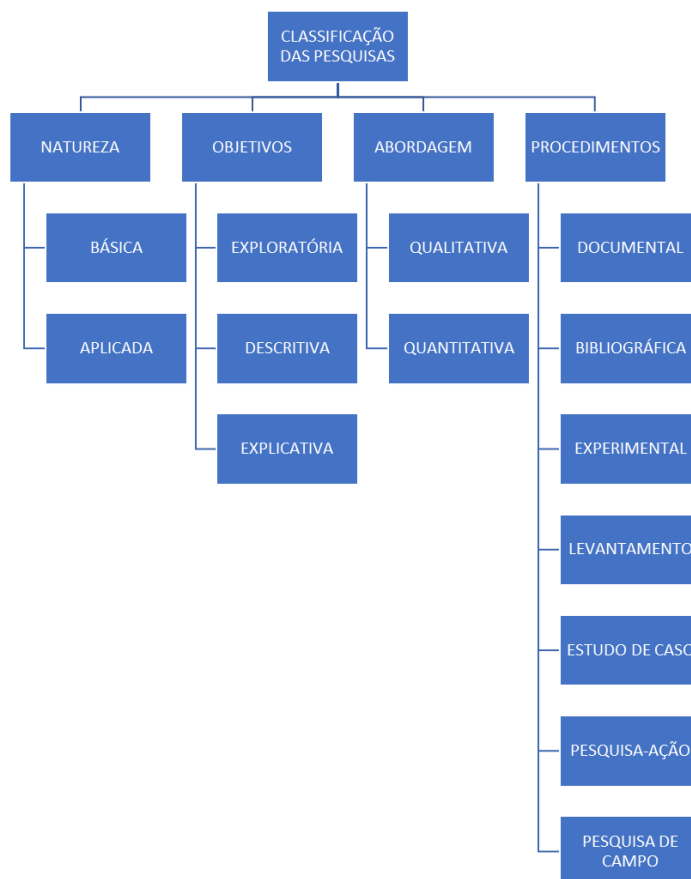 CLASSIFICAÇÃO
DAS PESQUISAS
NATUREZA
OBJETIVOS
ABORDAGEM
PROCEDIMENTOS
BÁSICA
EXPLORATÓRIA
QUALITATIVA
DOCUMENTAL
APLICADA
DESCRITIVA
QUANTITATIVA
BIBLIOGRÁFICA
EXPLICATIVA
EXPERIMENTAL
LEVANTAMENTO
ESTUDO DE CASO
PESQUISA-AÇÃO
PESQUISA DE
CAMPO